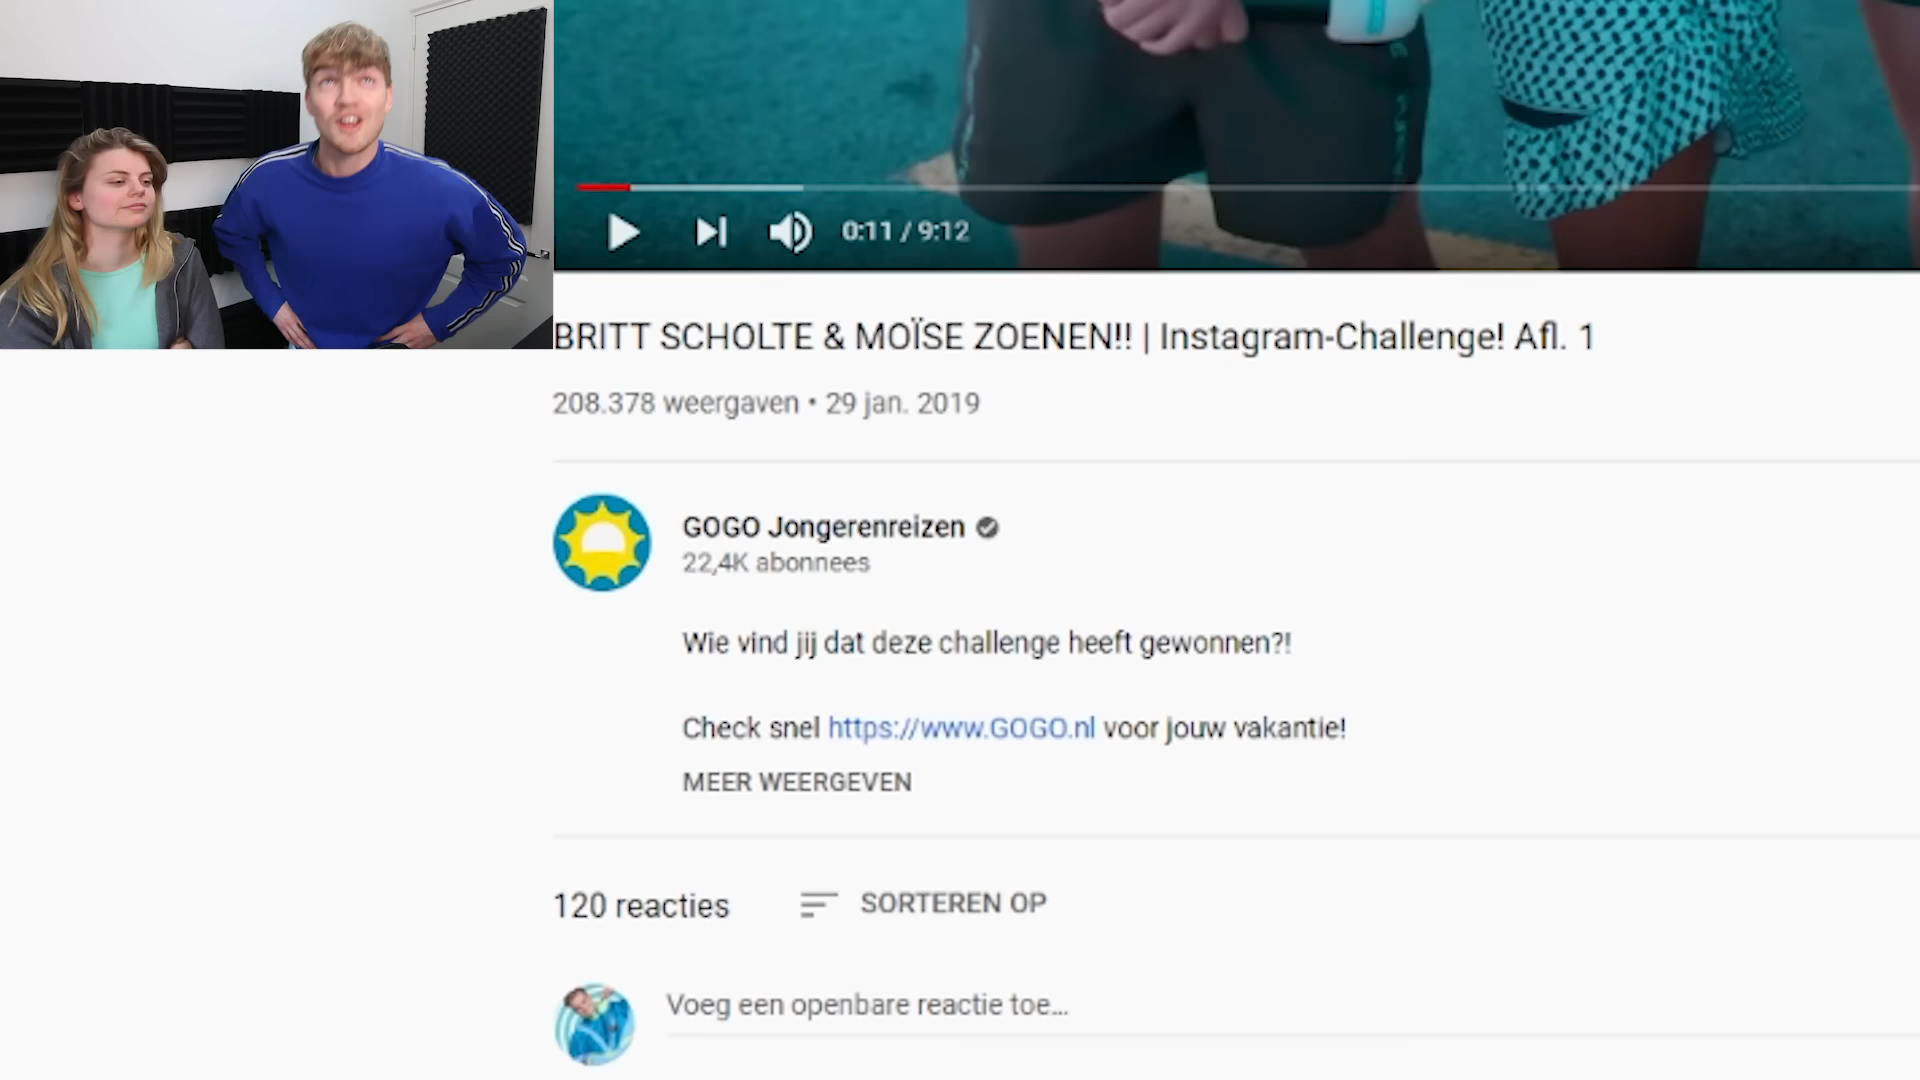 0:11 / 9:12
BRITT SCHOLTE & MOÏSE ZOENEN!! | Instagram-Challenge! Afl. 1
208.378 weergaven • 29 jan. 2019
GOGO Jongerenreizen
22,4K abonnees
Wie vind jij dat deze challenge heeft gewonnen?!
Check snel https://www.GOGO.nl voor jouw vakantie!
MEER WEERGEVEN
120 reacties
SORTEREN OP
Voeg een openbare reactie toe...